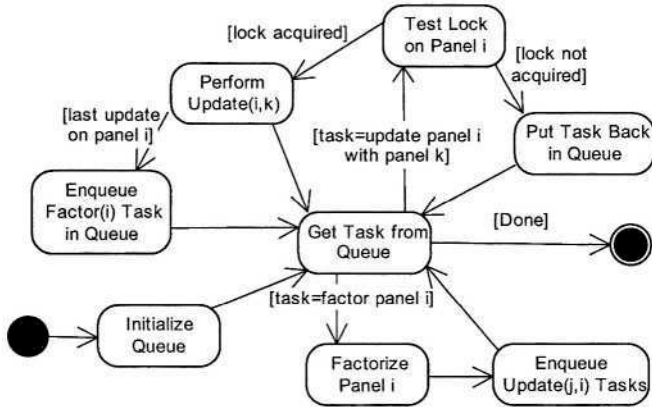 Test Lock
on Panel i
[lock acquired]
[lock not
acquired]
Perform
Update(i,k)
[last update
on panel i]
[task=update panel i
with panel k]
Put Task Back
in Queue
Enqueue
Factor(i) Task
in Queue
Get Task from
Queue
[Done]
[task=factor panel i]
Initialize
Queue
Factorize
Panel i
Enqueue
Update(j,i) Tasks